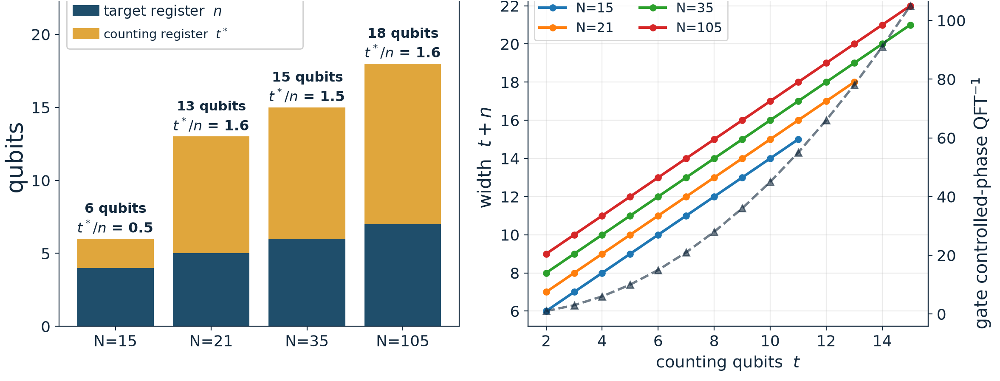 target register n
counting register t*
qubits
20
15
10
5
0
6 qubits
t*/n = 0.5
13 qubits
t*/n = 1.6
15 qubits
t*/n = 1.5
18 qubits
t*/n = 1.6
N=15
N=21
N=35
N=105
N=15
N=35
N=21
N=105
width t + n
22
20
18
16
14
12
10
8
6
2
4
6
8
10
12
14
counting qubits t
100
80
60
40
20
0
gate controlled-phase QFT⁻¹